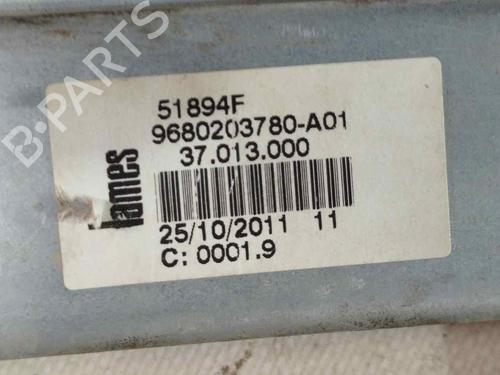 B-PARTS
51894F
9680203780-A01
37.013.000
lames
25/10/2011 11
C: 0001.9